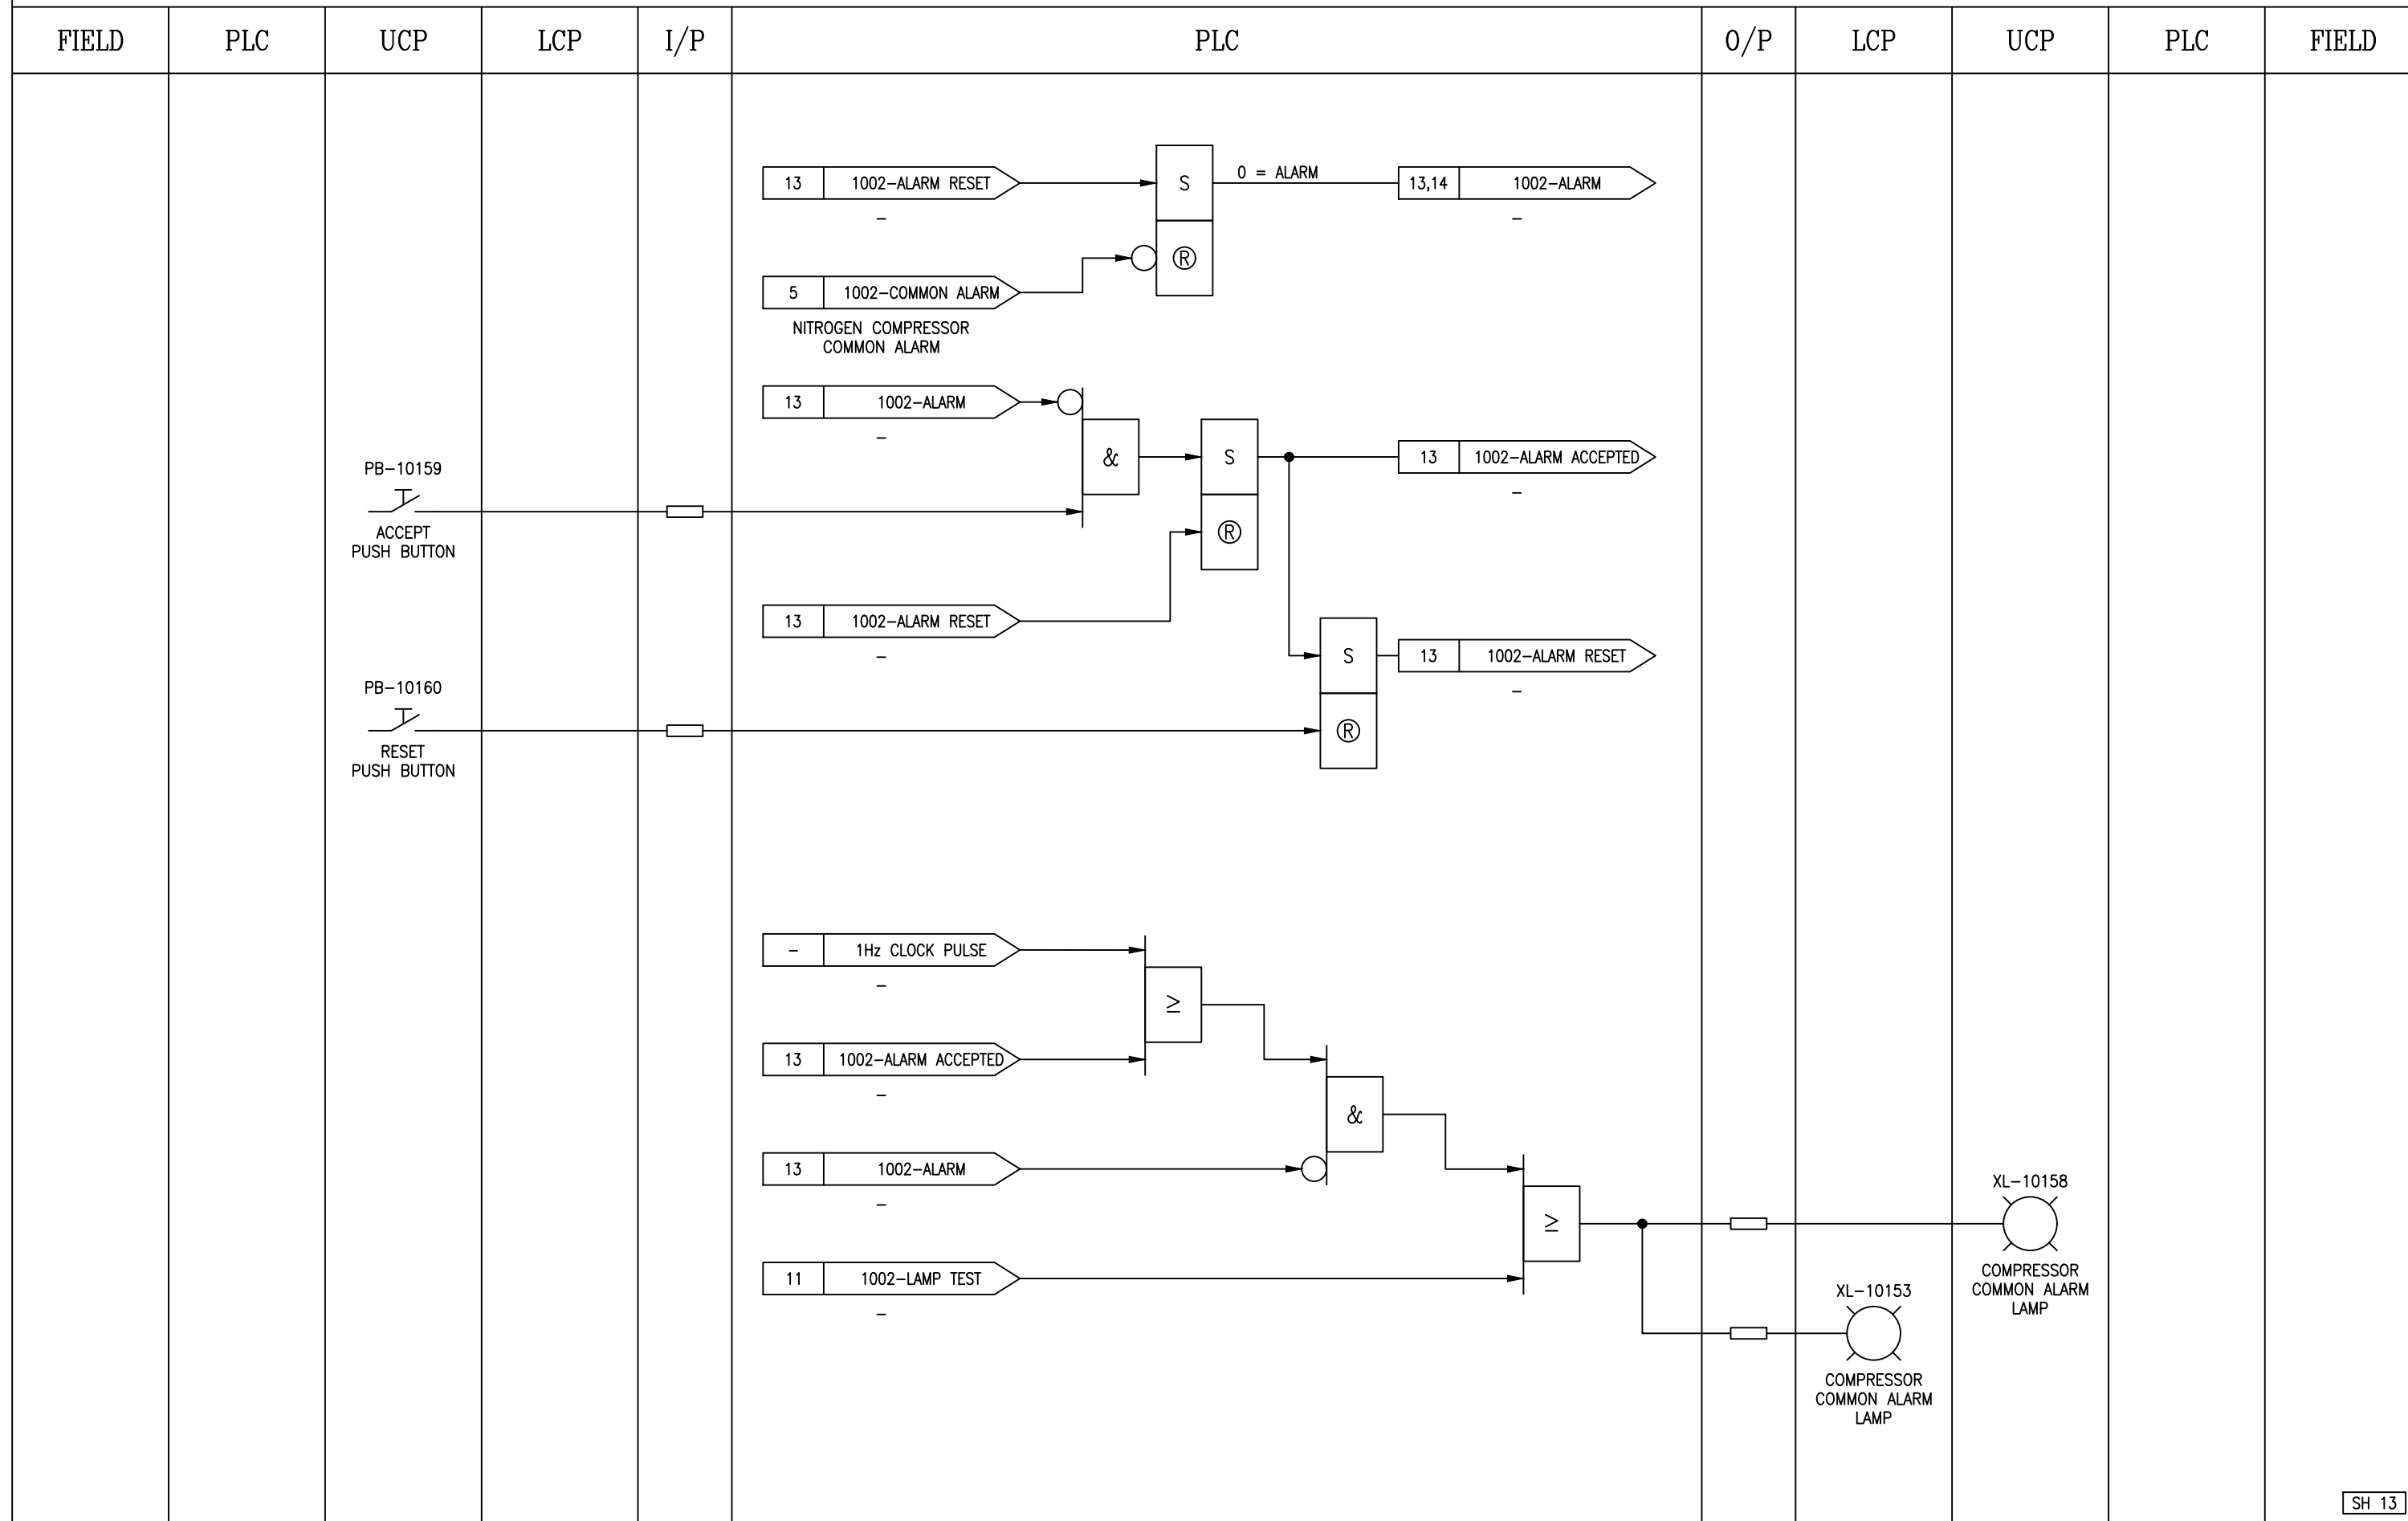 FIELD PLC UCP LCP I/P PLC O/P LCP UCP PLC FIELD
13 1002-ALARM RESET
-
S
Ⓡ
0 = ALARM
13,14 1002-ALARM
-
5 1002-COMMON ALARM
NITROGEN COMPRESSOR
COMMON ALARM
13 1002-ALARM
-
&
S
Ⓡ
13 1002-ALARM ACCEPTED
-
PB-10159
ACCEPT
PUSH BUTTON
13 1002-ALARM RESET
-
S
Ⓡ
13 1002-ALARM RESET
-
PB-10160
RESET
PUSH BUTTON
- 1Hz CLOCK PULSE
-
≥
13 1002-ALARM ACCEPTED
-
&
13 1002-ALARM
-
≥
11 1002-LAMP TEST
-
XL-10158
COMPRESSOR
COMMON ALARM
LAMP
XL-10153
COMPRESSOR
COMMON ALARM
LAMP
SH 13